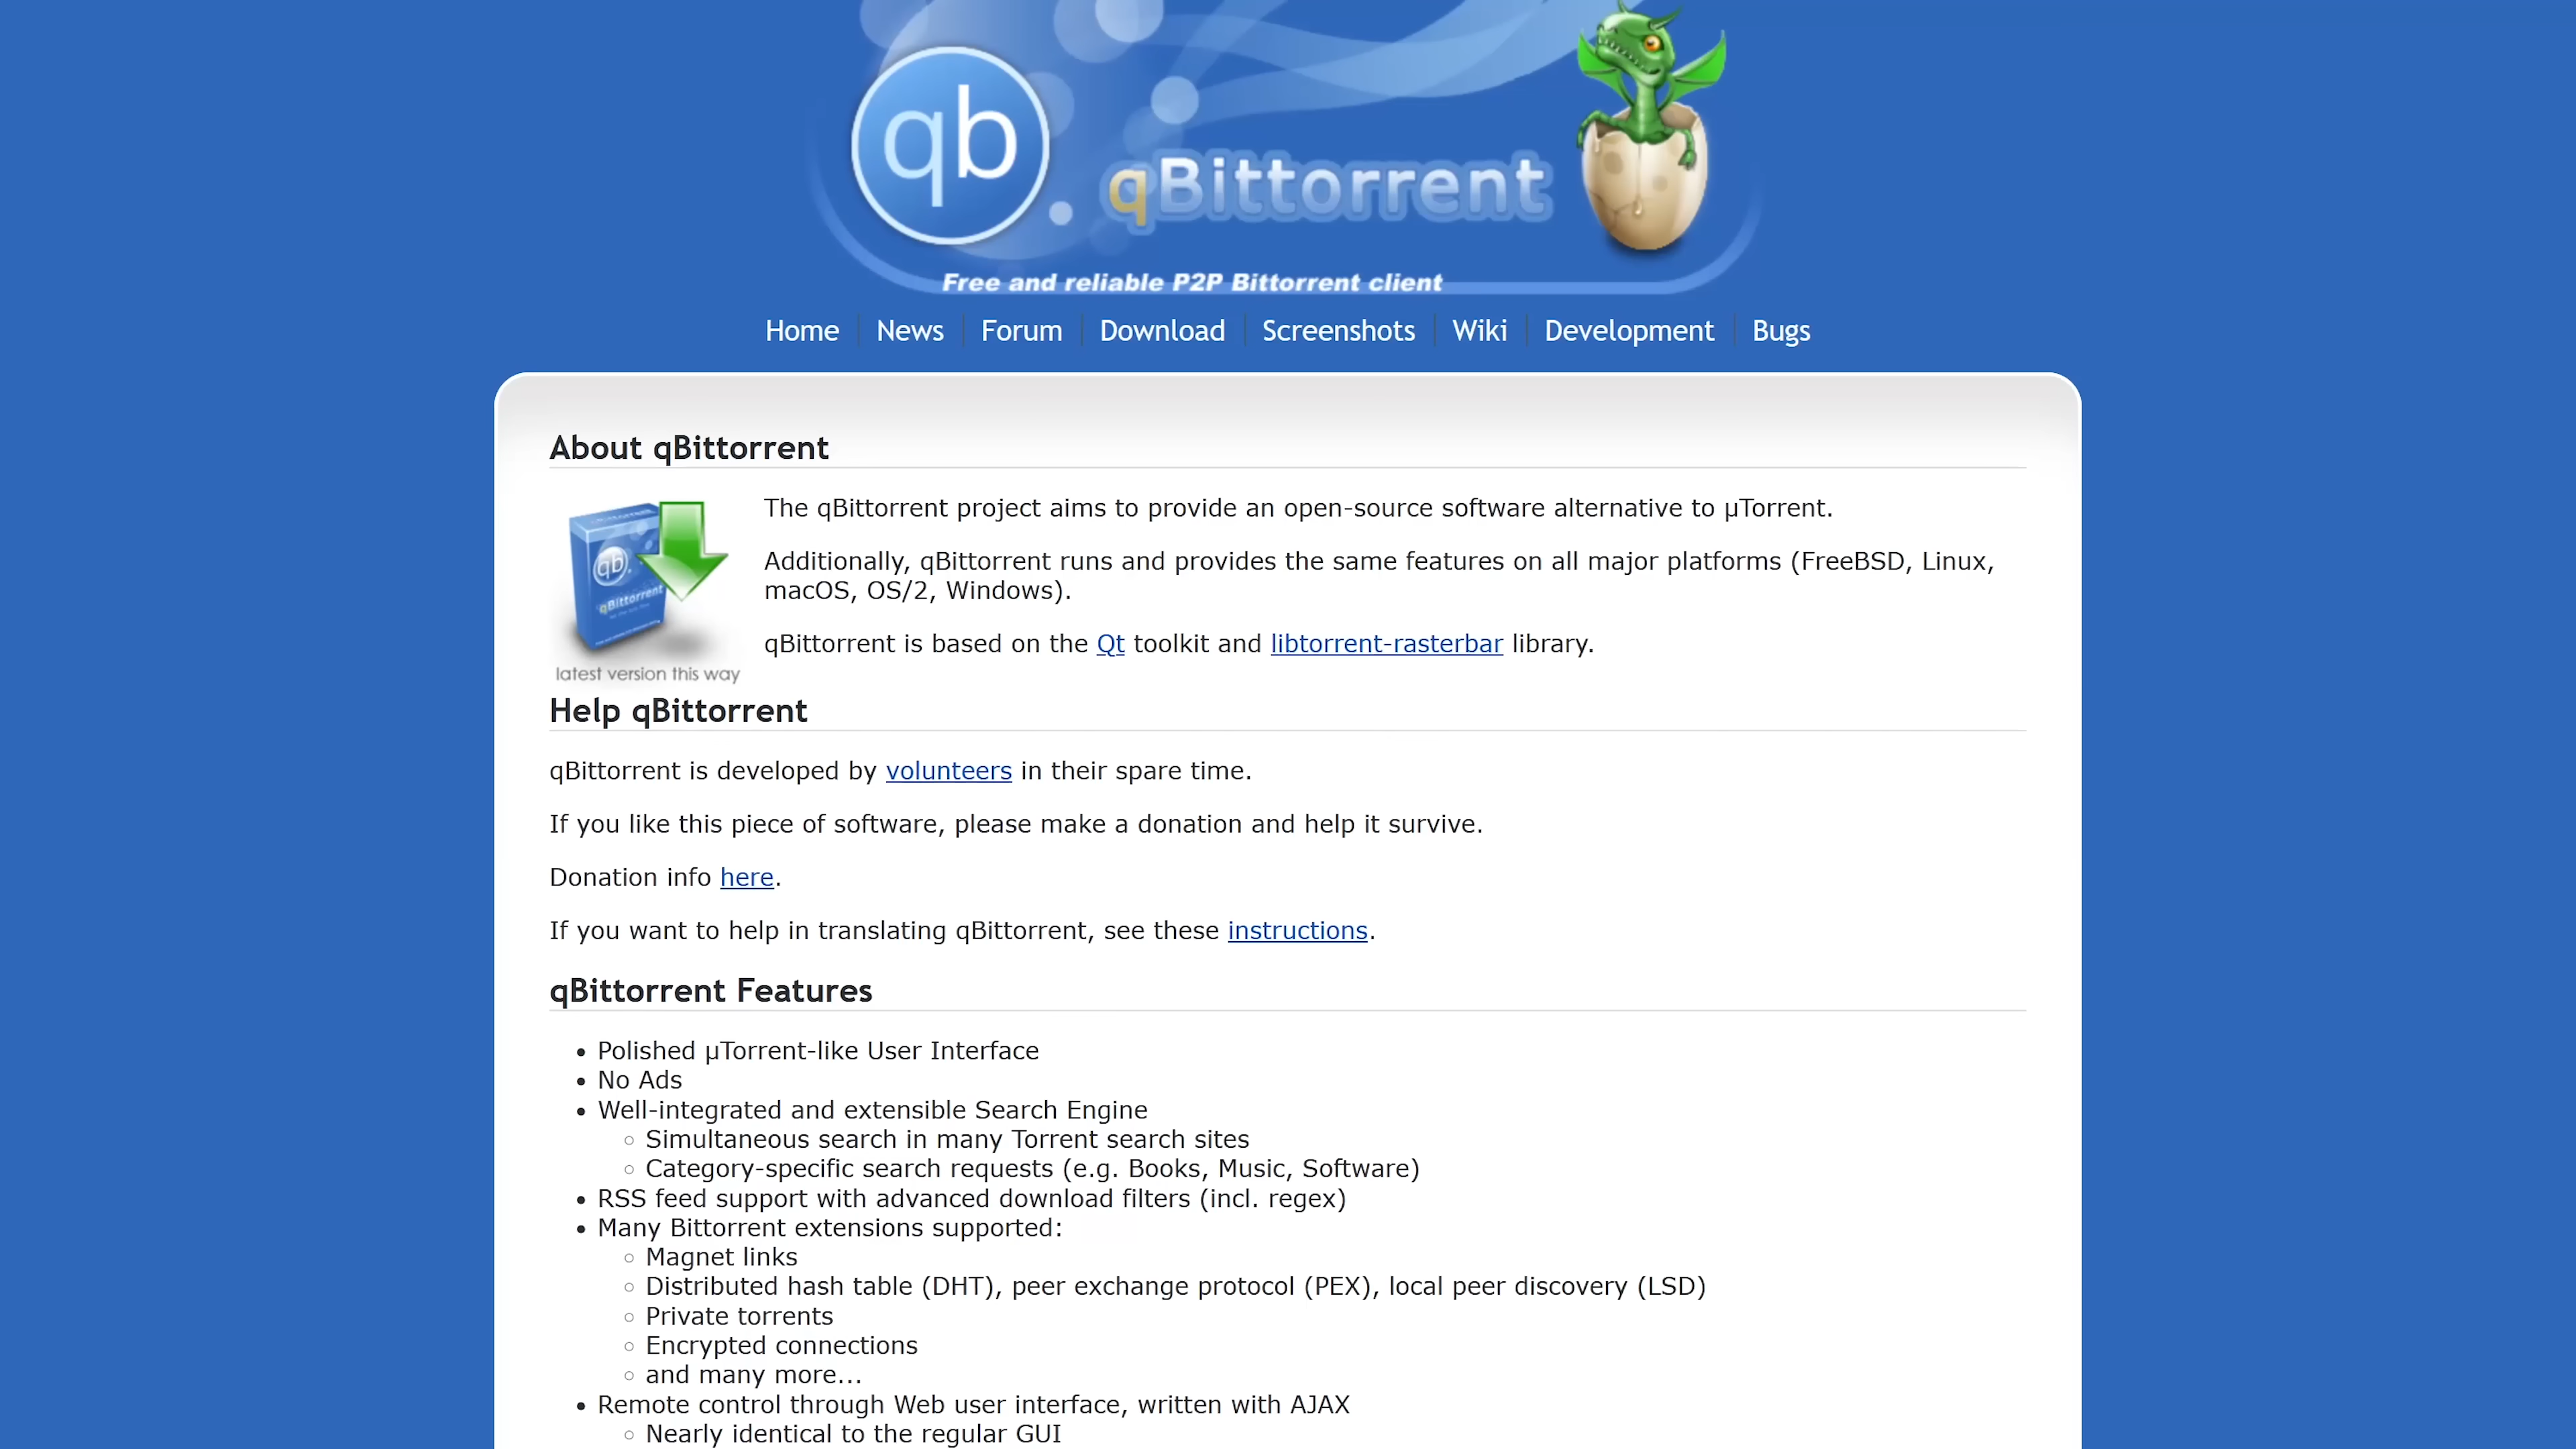 qb
qBittorrent
Free and reliable P2P Bittorrent client
Home
News
Forum
Download
Screenshots
Wiki
Development
Bugs
About qBittorrent
qb
qBittorrent
latest version this way
The qBittorrent project aims to provide an open-source software alternative to µTorrent.
Additionally, qBittorrent runs and provides the same features on all major platforms (FreeBSD, Linux,
macOS, OS/2, Windows).
qBittorrent is based on the Qt toolkit and libtorrent-rasterbar library.
Help qBittorrent
qBittorrent is developed by volunteers in their spare time.
If you like this piece of software, please make a donation and help it survive.
Donation info here.
If you want to help in translating qBittorrent, see these instructions.
qBittorrent Features
• Polished µTorrent-like User Interface
• No Ads
• Well-integrated and extensible Search Engine
○ Simultaneous search in many Torrent search sites
○ Category-specific search requests (e.g. Books, Music, Software)
• RSS feed support with advanced download filters (incl. regex)
• Many Bittorrent extensions supported:
○ Magnet links
○ Distributed hash table (DHT), peer exchange protocol (PEX), local peer discovery (LSD)
○ Private torrents
○ Encrypted connections
○ and many more...
• Remote control through Web user interface, written with AJAX
○ Nearly identical to the regular GUI